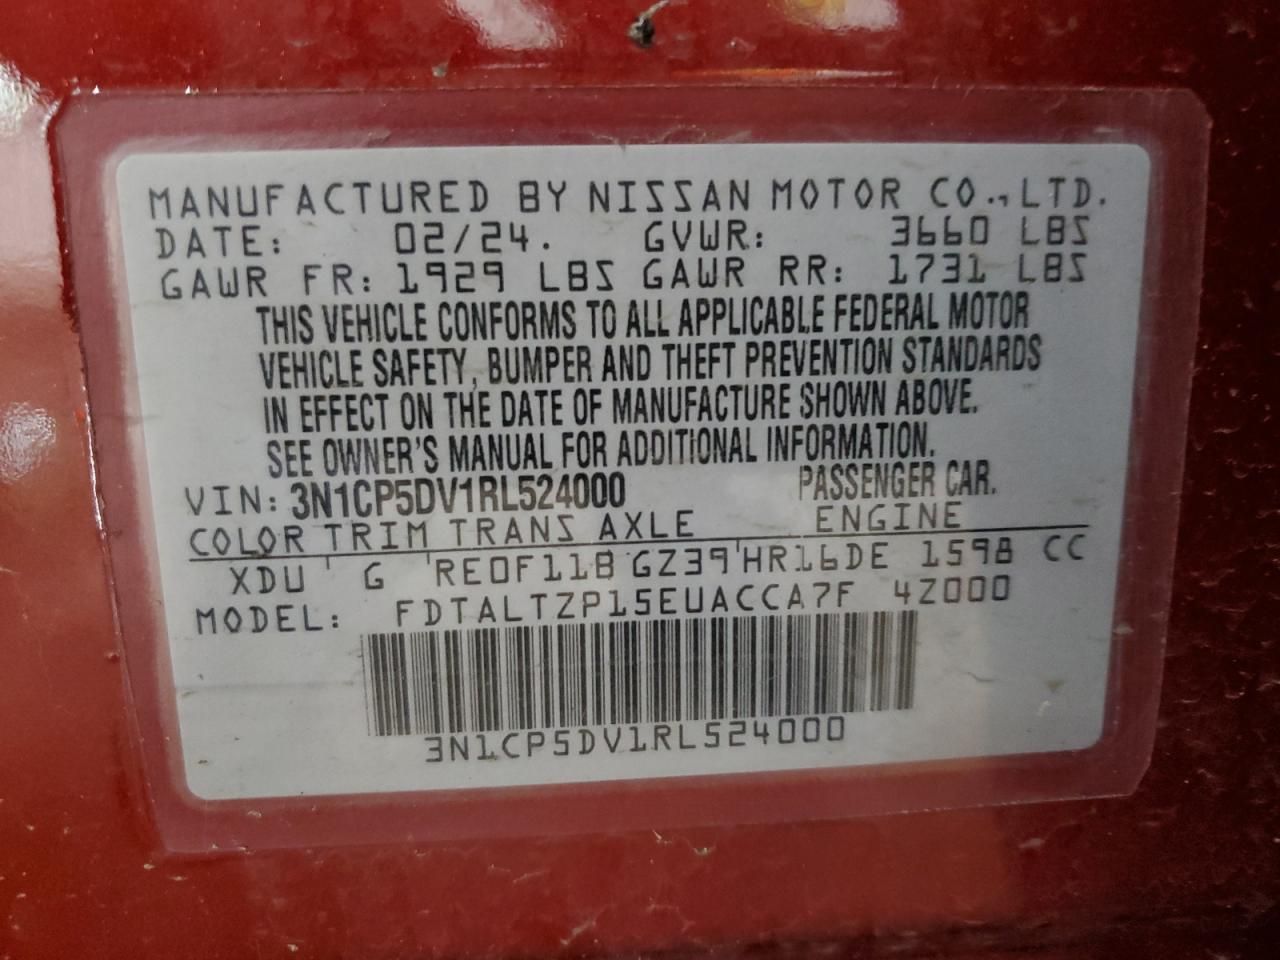 MANUFACTURED BY NISSAN MOTOR CO., LTD.
DATE: 02/24. GVWR: 3660 LBS
GAWR FR: 1929 LBS GAWR RR: 1731 LBS
THIS VEHICLE CONFORMS TO ALL APPLICABLE FEDERAL MOTOR
VEHICLE SAFETY, BUMPER AND THEFT PREVENTION STANDARDS
IN EFFECT ON THE DATE OF MANUFACTURE SHOWN ABOVE.
SEE OWNER'S MANUAL FOR ADDITIONAL INFORMATION.
VIN: 3N1CP5DV1RL524000 PASSENGER CAR.
COLOR TRIM TRANS AXLE ENGINE
XDU ' G ' RE0F11B GZ39 ' HR16DE 1598 CC
MODEL: FDTALTZP15EUACCA7F 4Z000
3N1CP5DV1RL524000